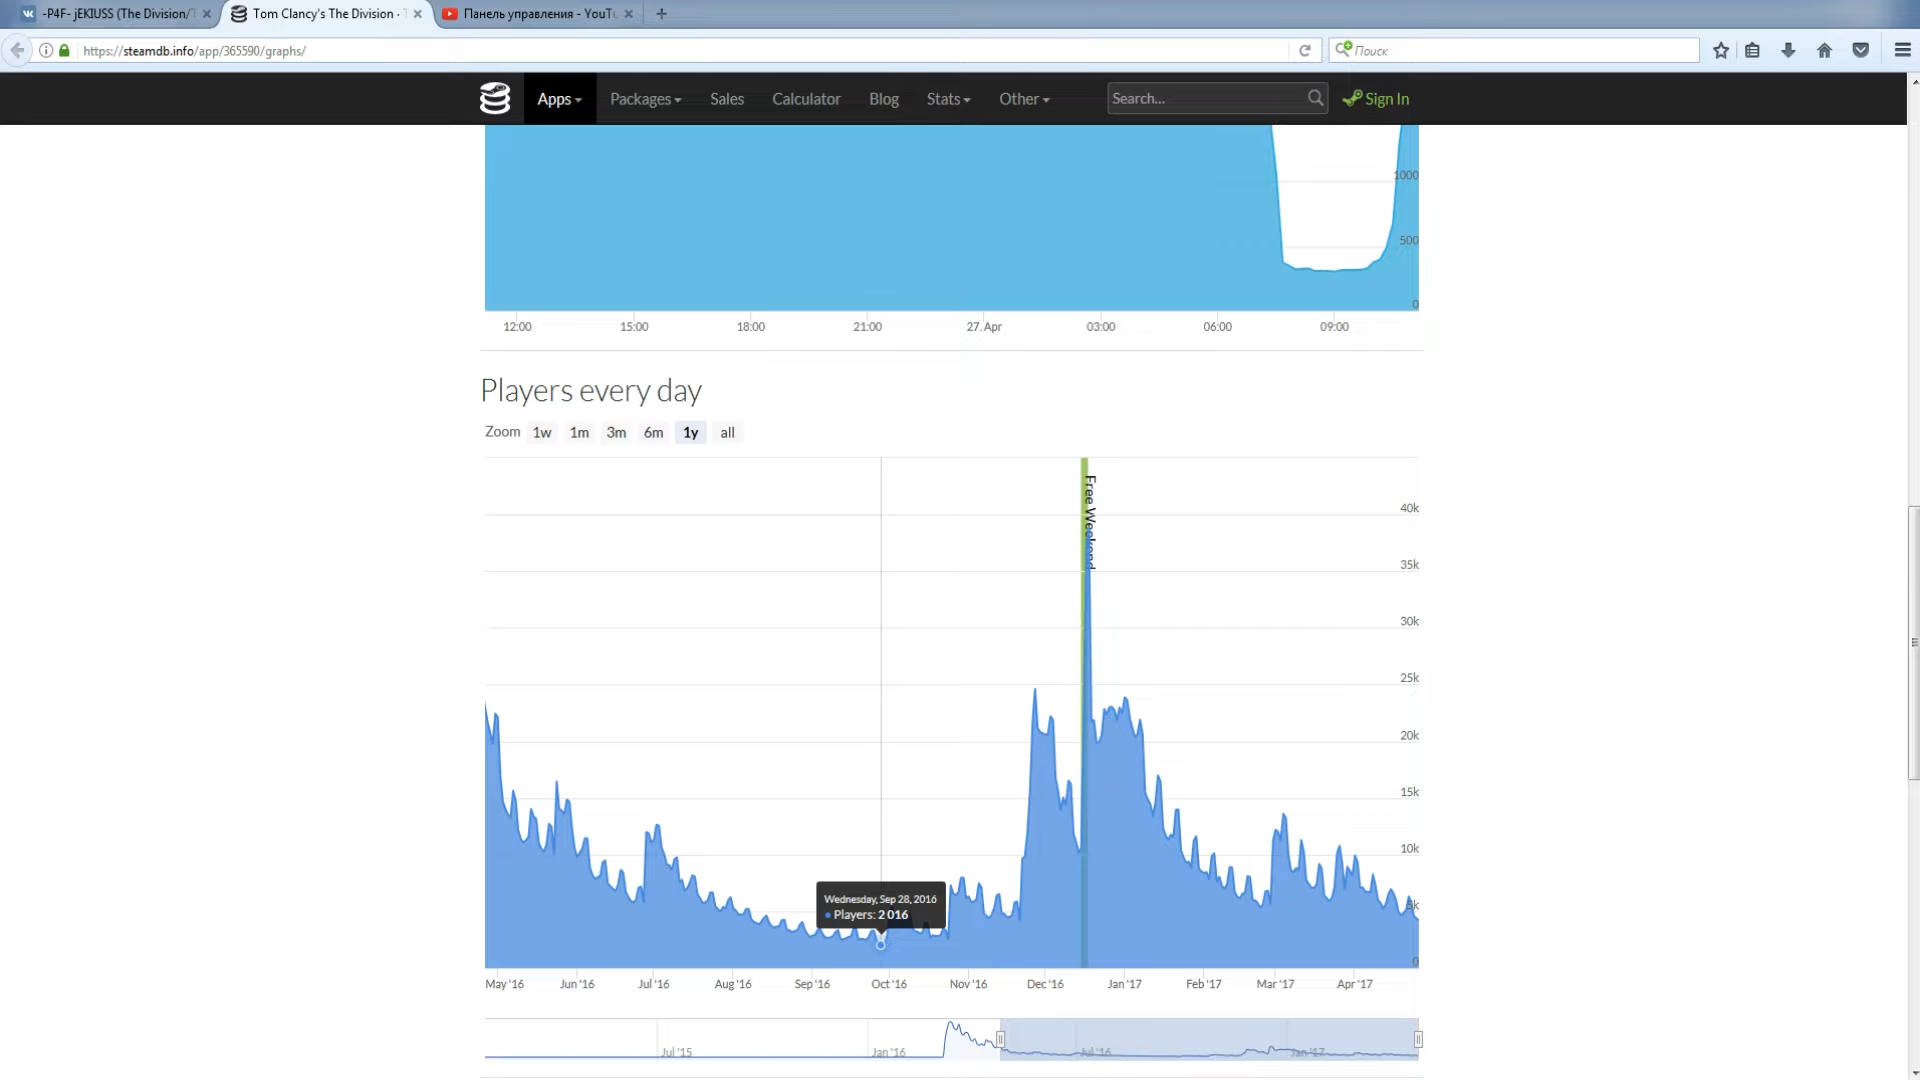 -P4F- jEKIUSS (The Division/
Tom Clancy's The Division ·
Панель управления - YouTu
https://steamdb.info/app/365590/graphs/
Поиск
Apps
Packages
Sales
Calculator
Blog
Stats
Other
Search...
Sign In
1000
500
0
12:00
15:00
18:00
21:00
27. Apr
03:00
06:00
09:00
Players every day
Zoom
1w
1m
3m
6m
1y
all
Free Weekend
40k
35k
30k
25k
20k
15k
10k
5k
0
Wednesday, Sep 28, 2016
Players: 2 016
May '16
Jun '16
Jul '16
Aug '16
Sep '16
Oct '16
Nov '16
Dec '16
Jan '17
Feb '17
Mar '17
Apr '17
Jul '15
Jan '16
Jul '16
Jan '17